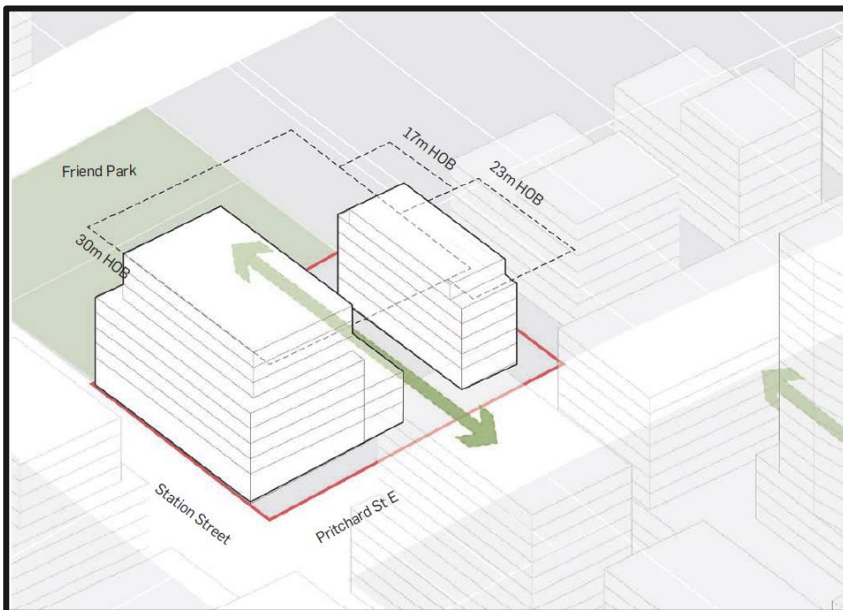 17m HOB
23m HOB
Friend Park
30m HOB
Station Street
Pritchard St E